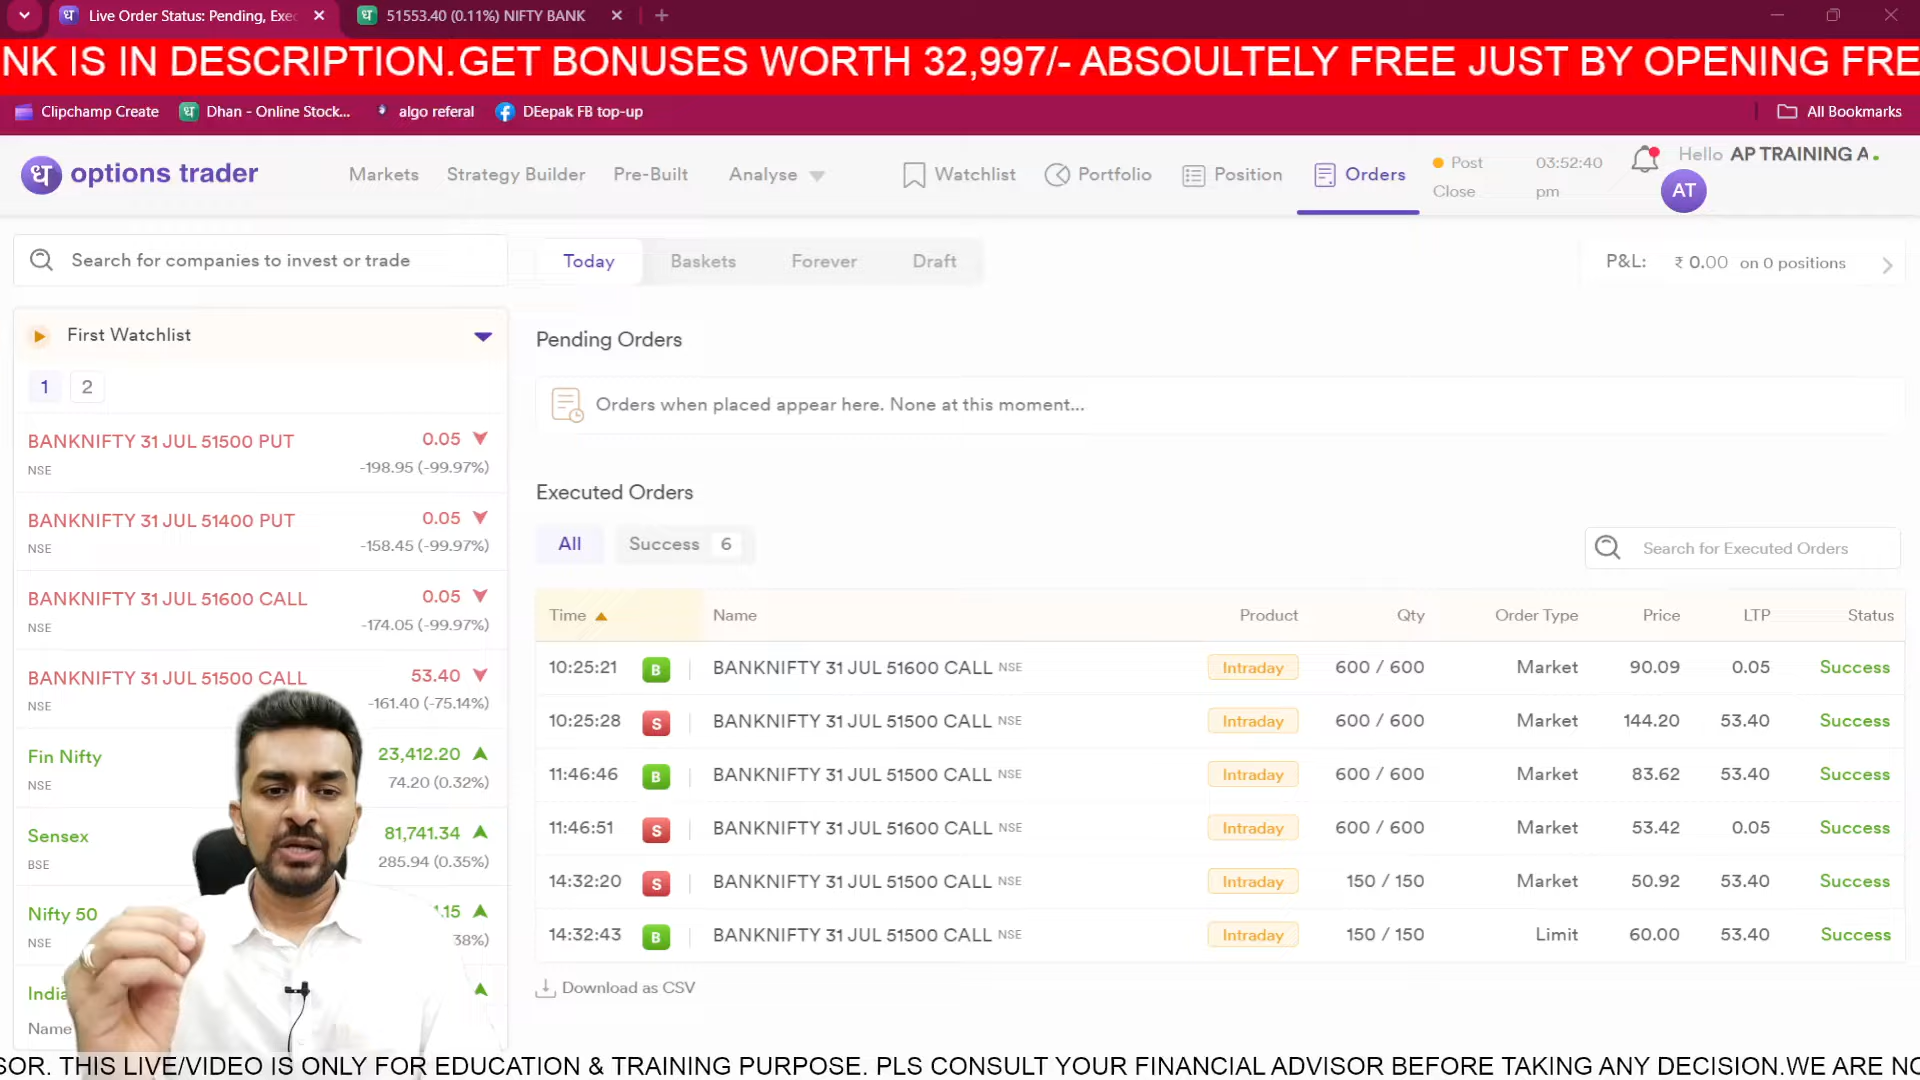 Live Order Status: Pending, Exec
51553.40 (0.11%) NIFTY BANK
NK IS IN DESCRIPTION.GET BONUSES WORTH 32,997/- ABSOULTELY FREE JUST BY OPENING FRE
Clipchamp Create
Dhan - Online Stock...
algo referal
DEepak FB top-up
All Bookmarks
ध options trader
Markets
Strategy Builder
Pre-Built
Analyse
Watchlist
Portfolio
Position
Orders
Post Close
03:52:40 pm
Hello AP TRAINING A
AT
Search for companies to invest or trade
Today
Baskets
Forever
Draft
P&L: ₹ 0.00 on 0 positions
First Watchlist
1 2
BANKNIFTY 31 JUL 51500 PUT 0.05
NSE -198.95 (-99.97%)
BANKNIFTY 31 JUL 51400 PUT 0.05
NSE -158.45 (-99.97%)
BANKNIFTY 31 JUL 51600 CALL 0.05
NSE -174.05 (-99.97%)
BANKNIFTY 31 JUL 51500 CALL 53.40
NSE -161.40 (-75.14%)
Fin Nifty 23,412.20
NSE 74.20 (0.32%)
Sensex 81,741.34
BSE 285.94 (0.35%)
Nifty 50 1.15
NSE 38%)
India
Name
Pending Orders
Orders when placed appear here. None at this moment...
Executed Orders
All
Success 6
Search for Executed Orders
Time Name Product Qty Order Type Price LTP Status
10:25:21 B BANKNIFTY 31 JUL 51600 CALL NSE Intraday 600 / 600 Market 90.09 0.05 Success
10:25:28 S BANKNIFTY 31 JUL 51500 CALL NSE Intraday 600 / 600 Market 144.20 53.40 Success
11:46:46 B BANKNIFTY 31 JUL 51500 CALL NSE Intraday 600 / 600 Market 83.62 53.40 Success
11:46:51 S BANKNIFTY 31 JUL 51600 CALL NSE Intraday 600 / 600 Market 53.42 0.05 Success
14:32:20 S BANKNIFTY 31 JUL 51500 CALL NSE Intraday 150 / 150 Market 50.92 53.40 Success
14:32:43 B BANKNIFTY 31 JUL 51500 CALL NSE Intraday 150 / 150 Limit 60.00 53.40 Success
Download as CSV
SOR. THIS LIVE/VIDEO IS ONLY FOR EDUCATION & TRAINING PURPOSE. PLS CONSULT YOUR FINANCIAL ADVISOR BEFORE TAKING ANY DECISION.WE ARE NO